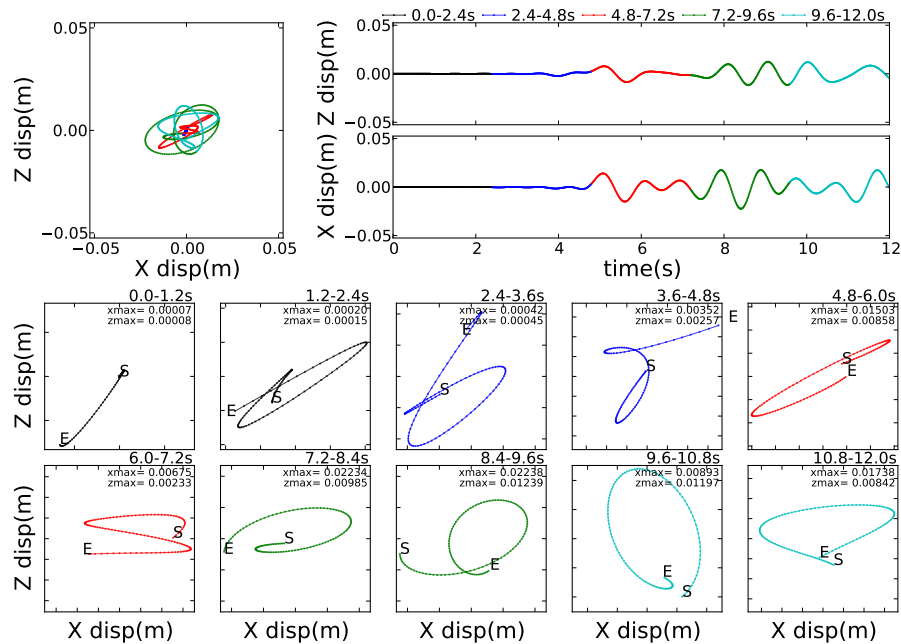 0.0-2.4s 2.4-4.8s 4.8-7.2s 7.2-9.6s 9.6-12.0s
0.05
0.00
−0.05
Z disp(m)
−0.05 0.00 0.05
X disp(m)
0.05
0.00
−0.05
Z disp(m)
0.05
0.00
−0.05
X disp(m)
0 2 4 6 8 10 12
time(s)
0.0-1.2s
xmax= 0.00007
zmax= 0.00008
S
E
Z disp(m)
1.2-2.4s
xmax= 0.00020
zmax= 0.00015
E
S
2.4-3.6s
xmax= 0.00042
zmax= 0.00045
E
S
3.6-4.8s
xmax= 0.00352
zmax= 0.00257
E
S
4.8-6.0s
xmax= 0.01503
zmax= 0.00858
S
E
6.0-7.2s
xmax= 0.00675
zmax= 0.00233
S
E
Z disp(m)
X disp(m)
7.2-8.4s
xmax= 0.02234
zmax= 0.00985
S
E
X disp(m)
8.4-9.6s
xmax= 0.02238
zmax= 0.01239
S
E
X disp(m)
9.6-10.8s
xmax= 0.00893
zmax= 0.01197
E
S
X disp(m)
10.8-12.0s
xmax= 0.01738
zmax= 0.00842
E
S
X disp(m)